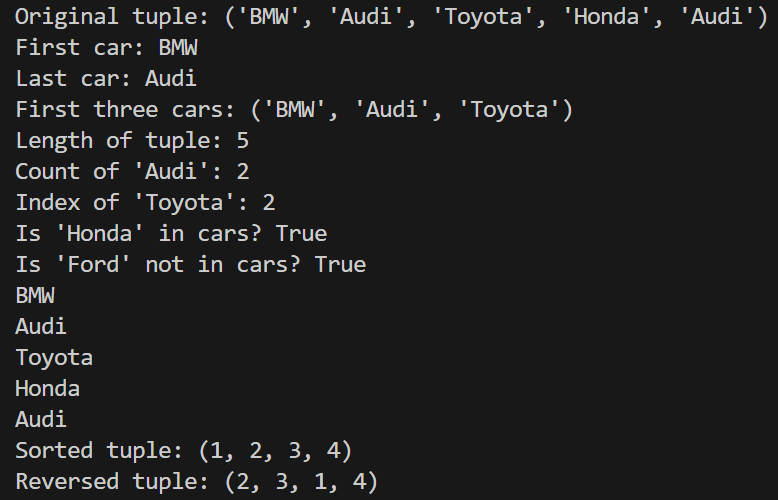 Original tuple: ('BMW', 'Audi', 'Toyota', 'Honda', 'Audi')
First car: BMW
Last car: Audi
First three cars: ('BMW', 'Audi', 'Toyota')
Length of tuple: 5
Count of 'Audi': 2
Index of 'Toyota': 2
Is 'Honda' in cars? True
Is 'Ford' not in cars? True
BMW
Audi
Toyota
Honda
Audi
Sorted tuple: (1, 2, 3, 4)
Reversed tuple: (2, 3, 1, 4)